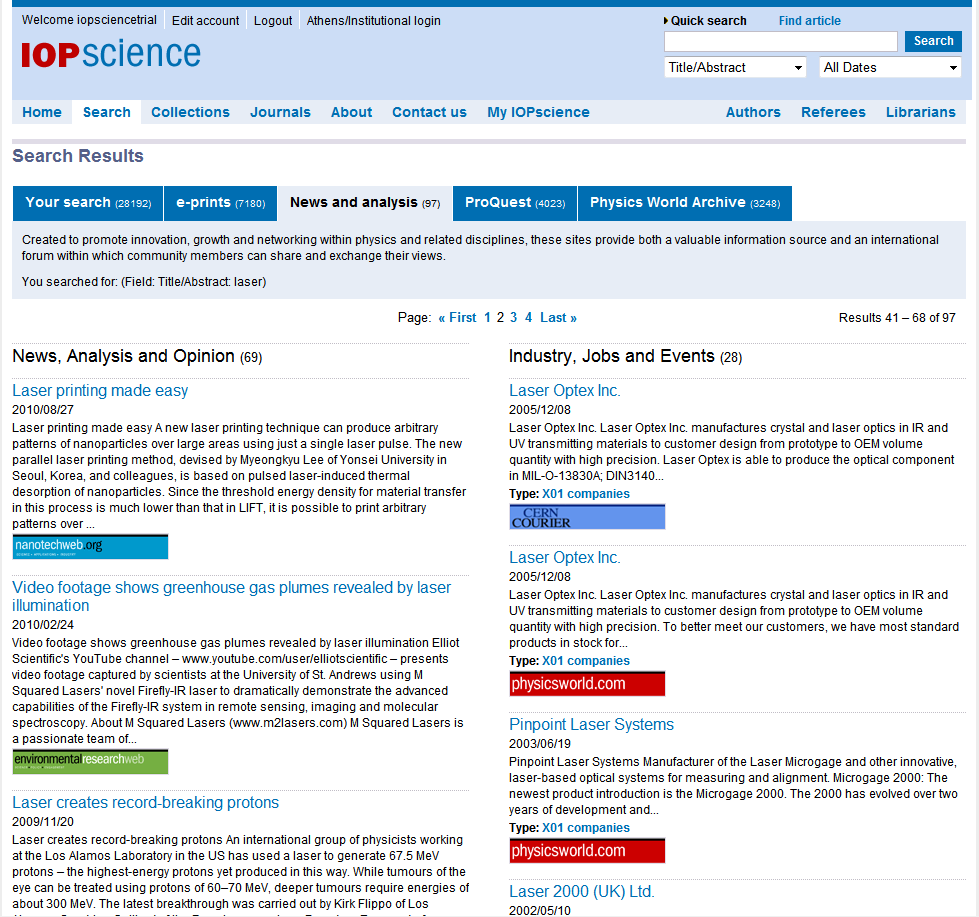 Welcome iopsciencetrial Edit account Logout Athens/Institutional login
Quick search Find article
IOPscience
Search
Title/Abstract All Dates
Home Search Collections Journals About Contact us My IOPscience Authors Referees Librarians
Search Results
Your search (28192) e-prints (7180) News and analysis (97) ProQuest (4023) Physics World Archive (3248)
Created to promote innovation, growth and networking within physics and related disciplines, these sites provide both a valuable information source and an international
forum within which community members can share and exchange their views.
You searched for: (Field: Title/Abstract: laser)
Page: « First 1 2 3 4 Last » Results 41 – 68 of 97
News, Analysis and Opinion (69)
Laser printing made easy
2010/08/27
Laser printing made easy A new laser printing technique can produce arbitrary
patterns of nanoparticles over large areas using just a single laser pulse. The new
parallel laser printing method, devised by Myeongkyu Lee of Yonsei University in
Seoul, Korea, and colleagues, is based on pulsed laser-induced thermal
desorption of nanoparticles. Since the threshold energy density for material transfer
in this process is much lower than that in LIFT, it is possible to print arbitrary
patterns over ...
nanotechweb.org
Video footage shows greenhouse gas plumes revealed by laser
illumination
2010/02/24
Video footage shows greenhouse gas plumes revealed by laser illumination Elliot
Scientific's YouTube channel – www.youtube.com/user/elliotscientific – presents
video footage captured by scientists at the University of St. Andrews using M
Squared Lasers' novel Firefly-IR laser to dramatically demonstrate the advanced
capabilities of the Firefly-IR system in remote sensing, imaging and molecular
spectroscopy. About M Squared Lasers (www.m2lasers.com) M Squared Lasers is
a passionate team of...
environmentalresearchweb
Laser creates record-breaking protons
2009/11/20
Laser creates record-breaking protons An international group of physicists working
at the Los Alamos Laboratory in the US has used a laser to generate 67.5 MeV
protons – the highest-energy protons yet produced in this way. While tumours of the
eye can be treated using protons of 60–70 MeV, deeper tumours require energies of
about 300 MeV. The latest breakthrough was carried out by Kirk Flippo of Los
Industry, Jobs and Events (28)
Laser Optex Inc.
2005/12/08
Laser Optex Inc. Laser Optex Inc. manufactures crystal and laser optics in IR and
UV transmitting materials to customer design from prototype to OEM volume
quantity with high precision. Laser Optex is able to produce the optical component
in MIL-O-13830A; DIN3140...
Type: X01 companies
CERN
COURIER
Laser Optex Inc.
2005/12/08
Laser Optex Inc. Laser Optex Inc. manufactures crystal and laser optics in IR and
UV transmitting materials to customer design from prototype to OEM volume
quantity with high precision. To better meet our customers, we have most standard
products in stock for...
Type: X01 companies
physicsworld.com
Pinpoint Laser Systems
2003/06/19
Pinpoint Laser Systems Manufacturer of the Laser Microgage and other innovative,
laser-based optical systems for measuring and alignment. Microgage 2000: The
newest product introduction is the Microgage 2000. The 2000 has evolved over two
years of development and...
Type: X01 companies
physicsworld.com
Laser 2000 (UK) Ltd.
2002/05/10